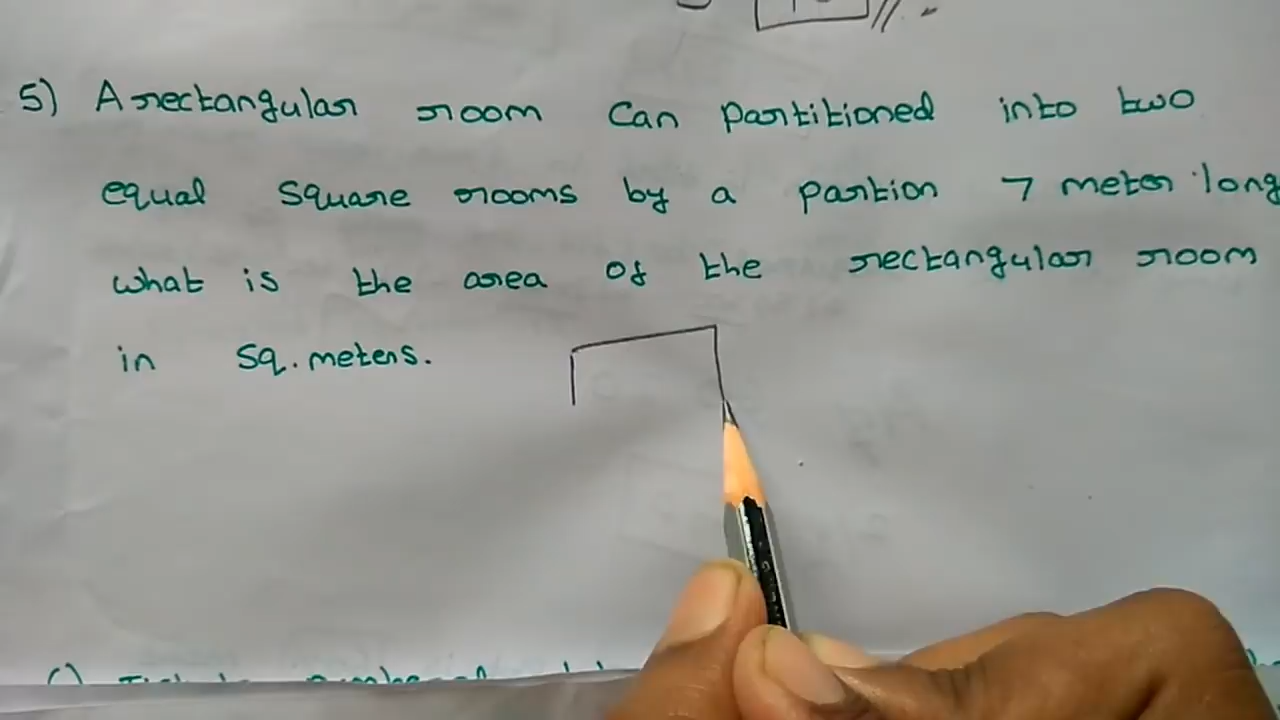 5) A rectangular room can partitioned into two
equal square rooms by a partion 7 meter long
what is the area of the rectangular room
in sq. meters.